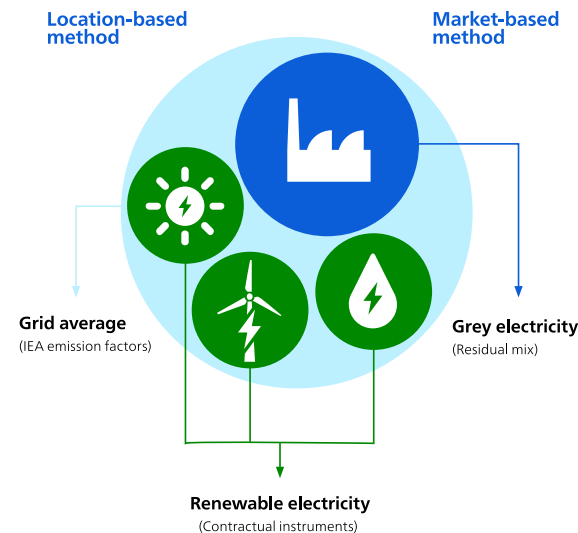 Location-based
method
Market-based
method
Grid average
(IEA emission factors)
Grey electricity
(Residual mix)
Renewable electricity
(Contractual instruments)